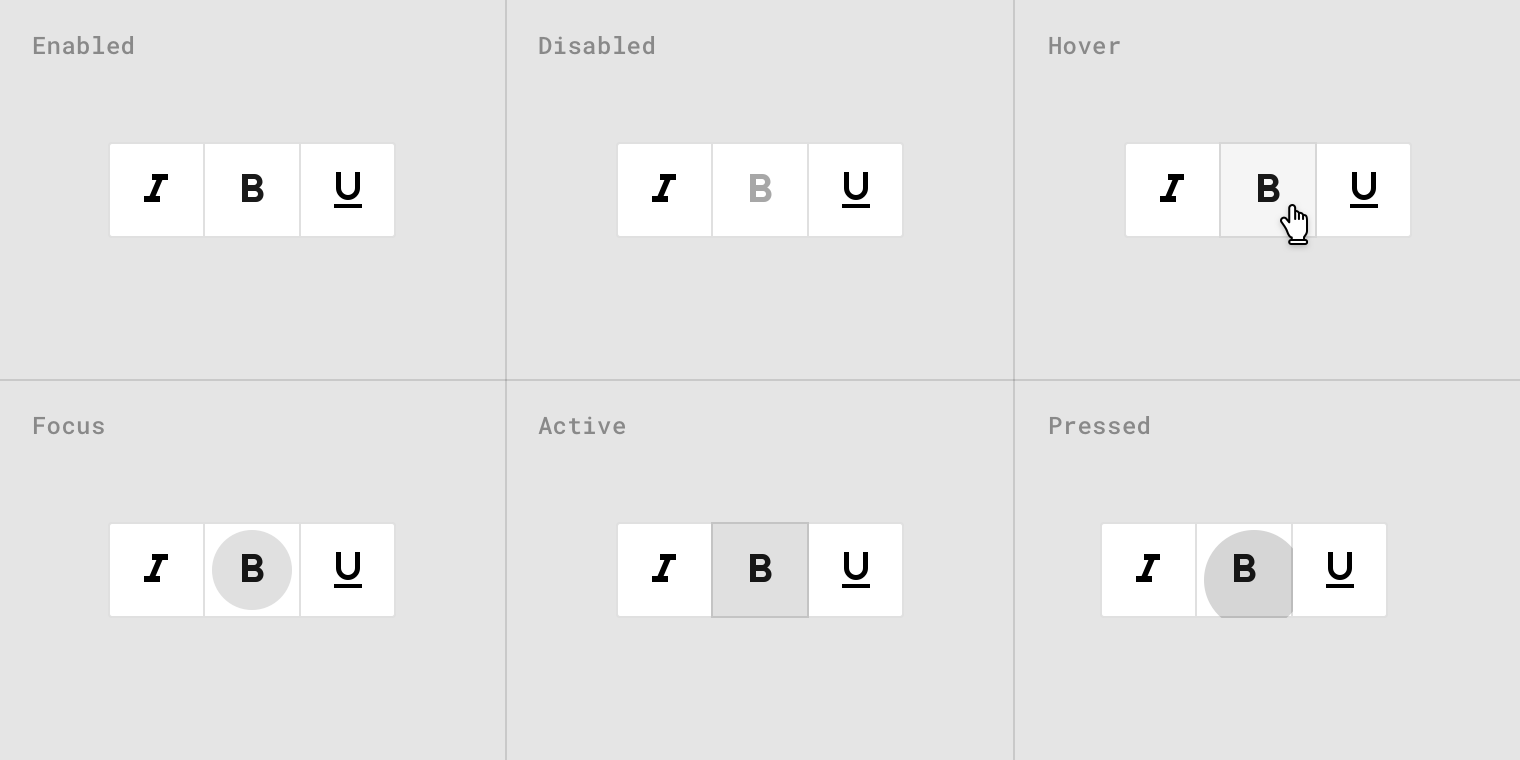 Enabled
Disabled
Hover
I B U
I B U
I B U
Focus
Active
Pressed
I B U
I B U
I B U